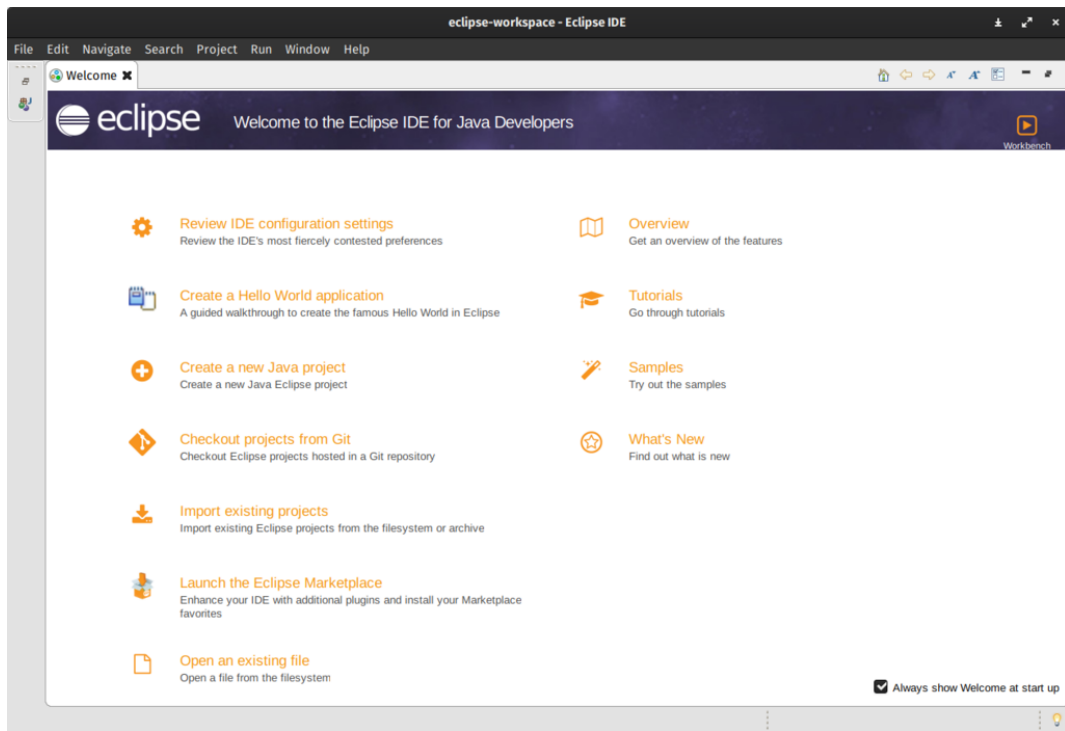 eclipse-workspace - Eclipse IDE
File Edit Navigate Search Project Run Window Help
Welcome
eclipse Welcome to the Eclipse IDE for Java Developers
Workbench
Review IDE configuration settings
Review the IDE's most fiercely contested preferences
Create a Hello World application
A guided walkthrough to create the famous Hello World in Eclipse
Create a new Java project
Create a new Java Eclipse project
Checkout projects from Git
Checkout Eclipse projects hosted in a Git repository
Import existing projects
Import existing Eclipse projects from the filesystem or archive
Launch the Eclipse Marketplace
Enhance your IDE with additional plugins and install your Marketplace
favorites
Open an existing file
Open a file from the filesystem
Overview
Get an overview of the features
Tutorials
Go through tutorials
Samples
Try out the samples
What's New
Find out what is new
Always show Welcome at start up